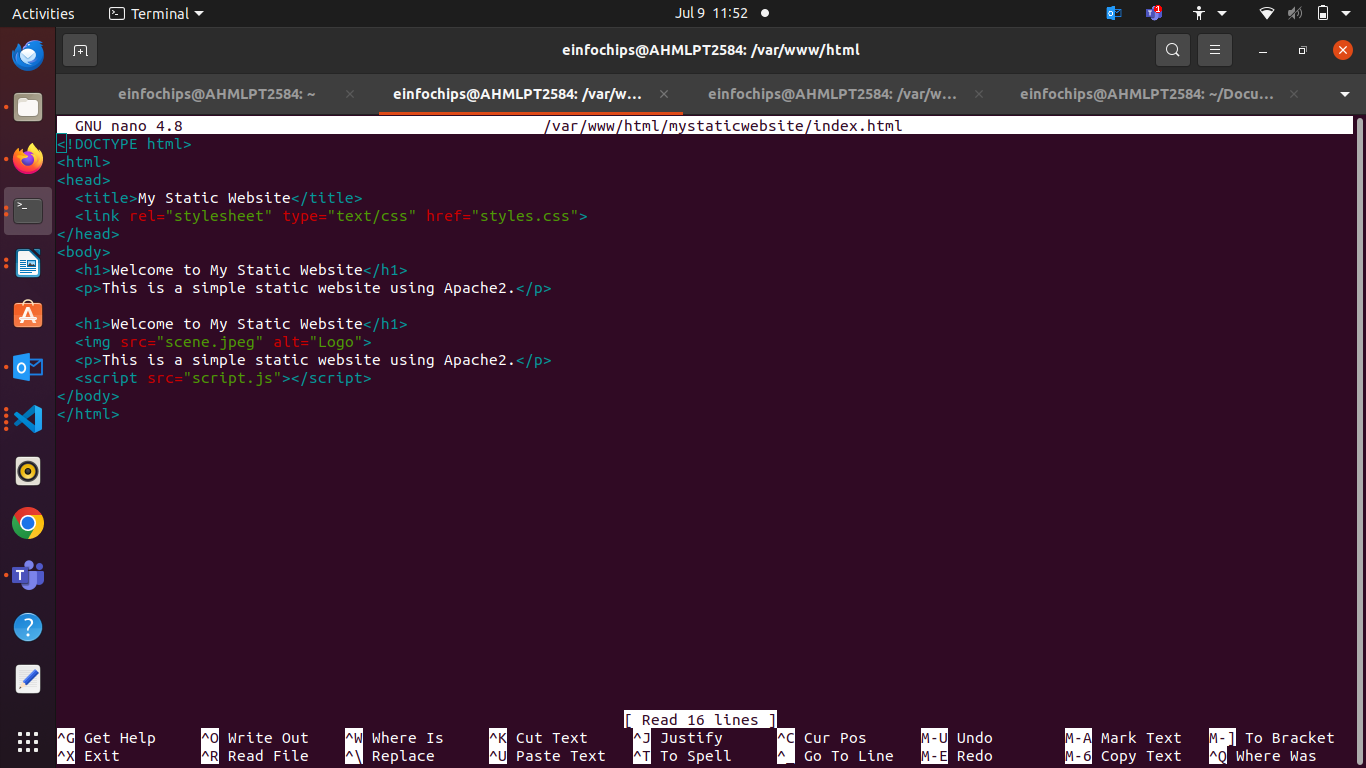 Activities Terminal Jul 9 11:52 1
einfochips@AHMLPT2584: /var/www/html
einfochips@AHMLPT2584: ~ einfochips@AHMLPT2584: /var/w... einfochips@AHMLPT2584: /var/w... einfochips@AHMLPT2584: ~/Docu...
GNU nano 4.8 /var/www/html/mystaticwebsite/index.html
<!DOCTYPE html>
<html>
<head>
  <title>My Static Website</title>
  <link rel="stylesheet" type="text/css" href="styles.css">
</head>
<body>
  <h1>Welcome to My Static Website</h1>
  <p>This is a simple static website using Apache2.</p>

  <h1>Welcome to My Static Website</h1>
  <img src="scene.jpeg" alt="Logo">
  <p>This is a simple static website using Apache2.</p>
  <script src="script.js"></script>
</body>
</html>
[ Read 16 lines ]
^G Get Help ^O Write Out ^W Where Is ^K Cut Text ^J Justify ^C Cur Pos M-U Undo M-A Mark Text M-] To Bracket
^X Exit ^R Read File ^\ Replace ^U Paste Text ^T To Spell ^_ Go To Line M-E Redo M-6 Copy Text ^Q Where Was